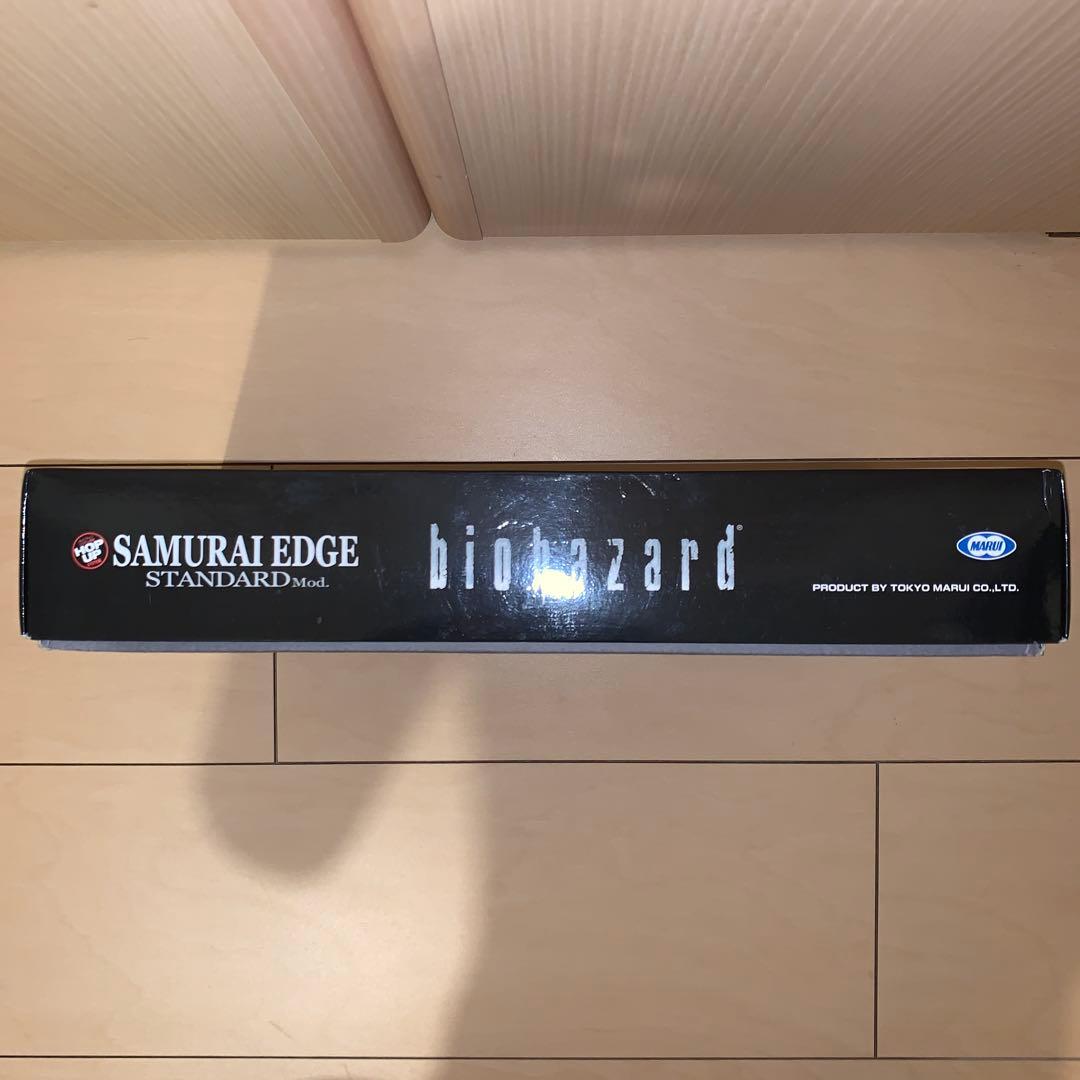 HOP
UP
SAMURAI EDGE
STANDARD Mod.
biohazard®
MARUI
PRODUCT BY TOKYO MARUI CO.,LTD.